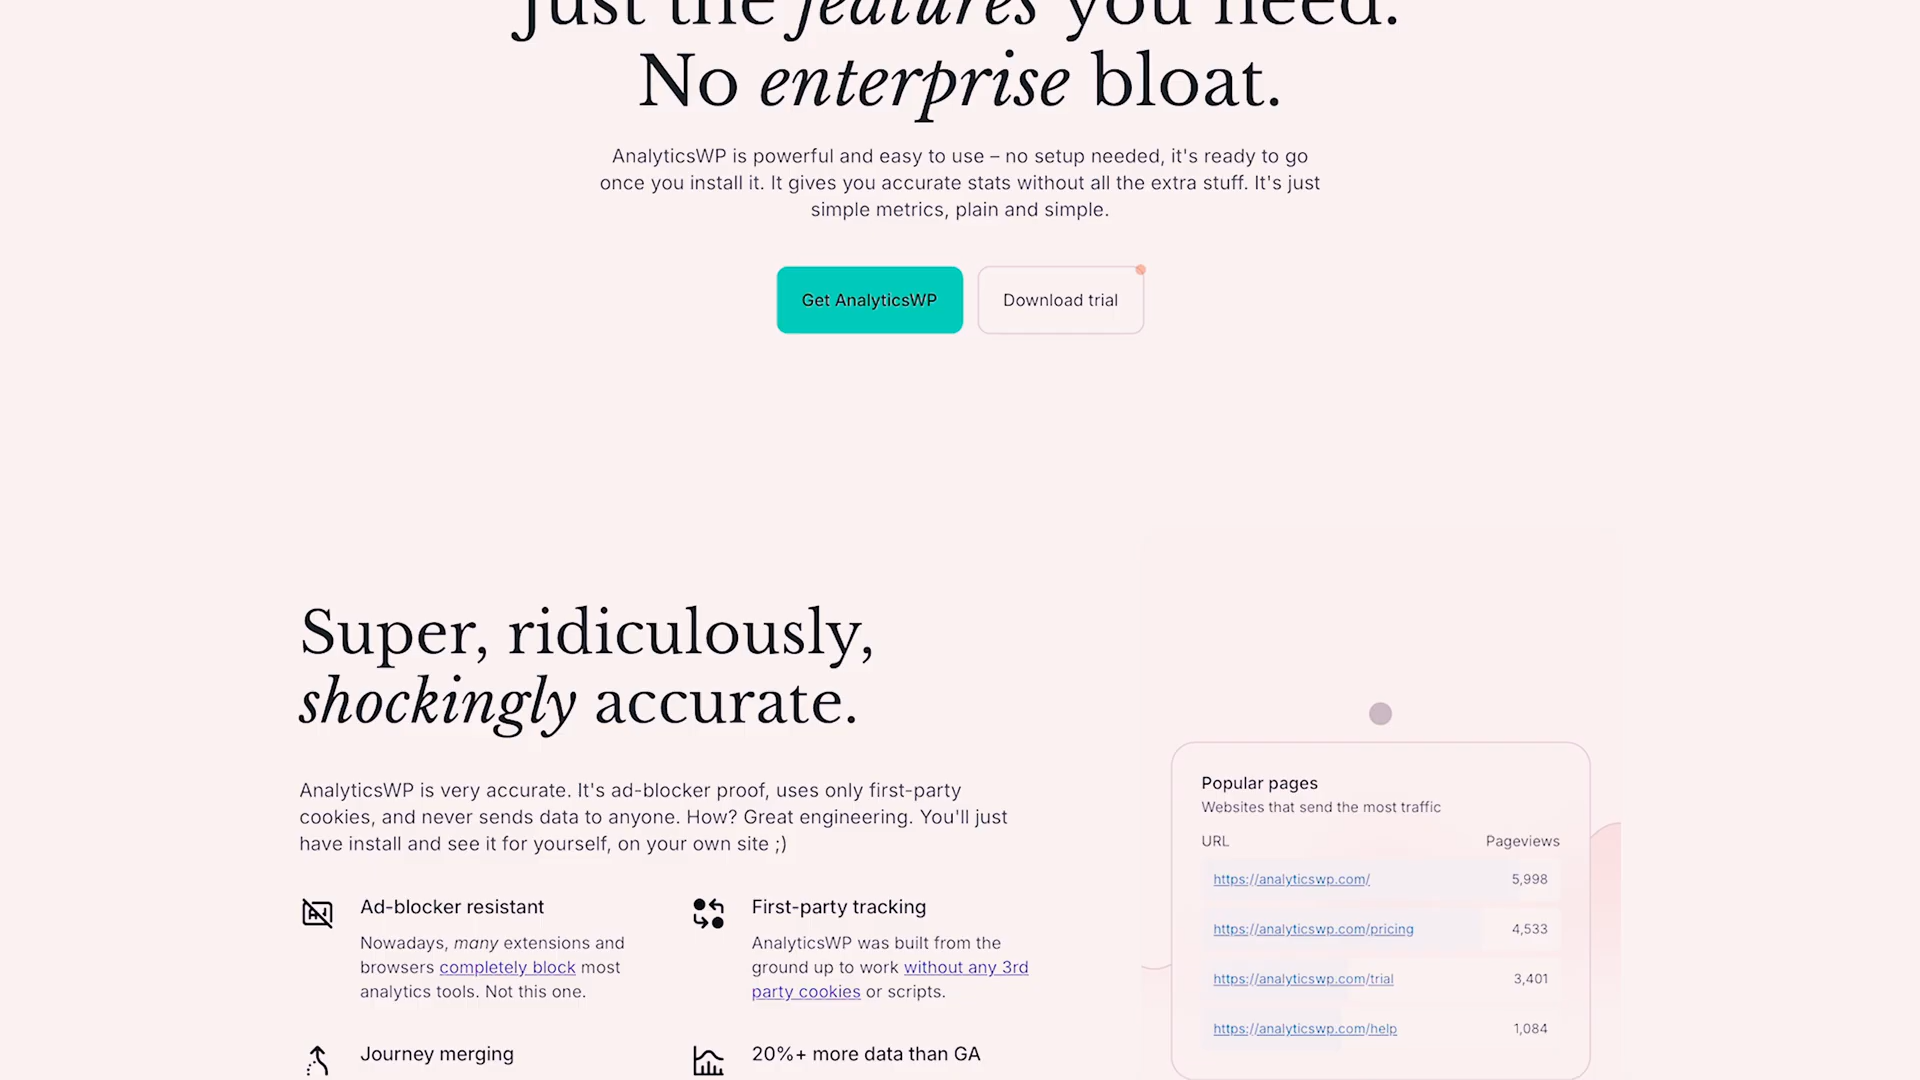 Just the features you need.
No enterprise bloat.
AnalyticsWP is powerful and easy to use – no setup needed, it's ready to go
once you install it. It gives you accurate stats without all the extra stuff. It's just
simple metrics, plain and simple.
Get AnalyticsWP
Download trial
Super, ridiculously,
shockingly accurate.
AnalyticsWP is very accurate. It's ad-blocker proof, uses only first-party
cookies, and never sends data to anyone. How? Great engineering. You'll just
have install and see it for yourself, on your own site ;)
Ad-blocker resistant
Nowadays, many extensions and
browsers completely block most
analytics tools. Not this one.
First-party tracking
AnalyticsWP was built from the
ground up to work without any 3rd
party cookies or scripts.
Journey merging
20%+ more data than GA
Popular pages
Websites that send the most traffic
URL Pageviews
https://analyticswp.com/ 5,998
https://analyticswp.com/pricing 4,533
https://analyticswp.com/trial 3,401
https://analyticswp.com/help 1,084